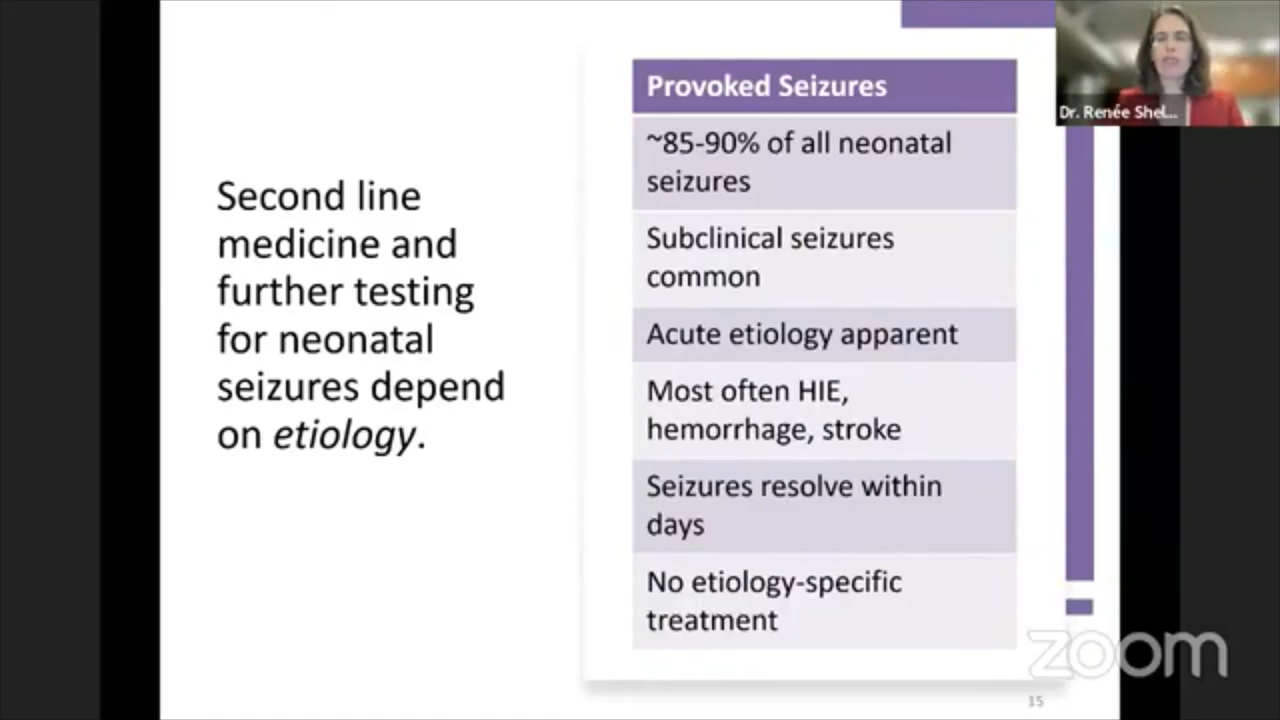 Second line
medicine and
further testing
for neonatal
seizures depend
on etiology.
Provoked Seizures
~85-90% of all neonatal
seizures
Subclinical seizures
common
Acute etiology apparent
Most often HIE,
hemorrhage, stroke
Seizures resolve within
days
No etiology-specific
treatment
Dr. Renée Shel...
zoom
15